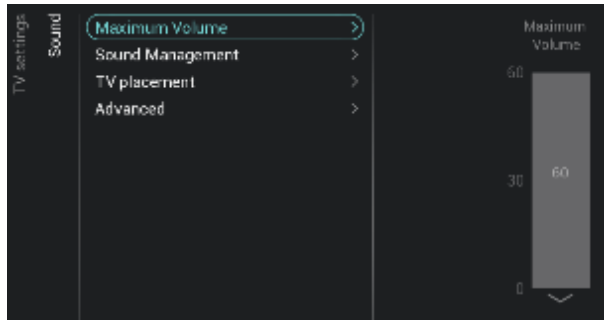 TV settings
Sound
Maximum Volume >
Sound Management >
TV placement >
Advanced >
Maximum
Volume
60
30
60
0